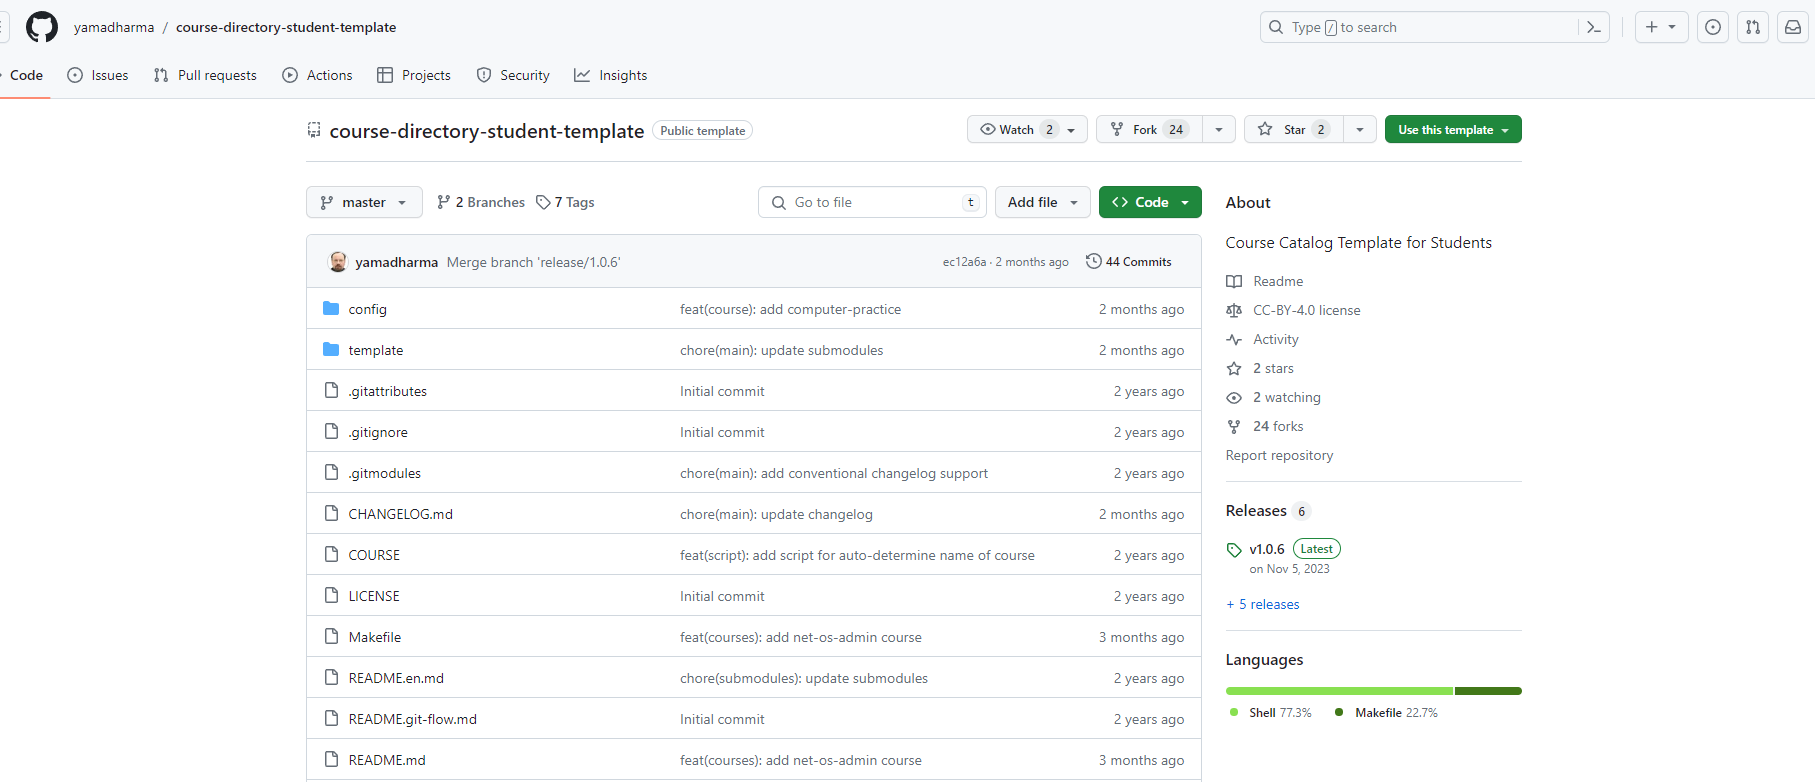 yamadharma / course-directory-student-template
Type / to search
Code Issues Pull requests Actions Projects Security Insights
course-directory-student-template Public template
Watch 2 Fork 24 Star 2 Use this template
master 2 Branches 7 Tags Go to file t Add file <> Code
yamadharma Merge branch 'release/1.0.6' ec12a6a · 2 months ago 44 Commits
config feat(course): add computer-practice 2 months ago
template chore(main): update submodules 2 months ago
.gitattributes Initial commit 2 years ago
.gitignore Initial commit 2 years ago
.gitmodules chore(main): add conventional changelog support 2 years ago
CHANGELOG.md chore(main): update changelog 2 months ago
COURSE feat(script): add script for auto-determine name of course 2 years ago
LICENSE Initial commit 2 years ago
Makefile feat(courses): add net-os-admin course 3 months ago
README.en.md chore(submodules): update submodules 2 years ago
README.git-flow.md Initial commit 2 years ago
README.md feat(courses): add net-os-admin course 3 months ago
About
Course Catalog Template for Students
Readme
CC-BY-4.0 license
Activity
2 stars
2 watching
24 forks
Report repository
Releases 6
v1.0.6 Latest
on Nov 5, 2023
+ 5 releases
Languages
Shell 77.3% Makefile 22.7%